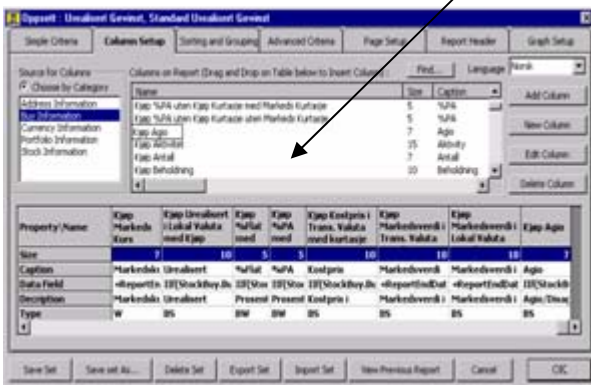 Oppsett : Urealisert Gevinst, Standard Urealisert Gevinst
Simple Criteria Column Setup Sorting and Grouping Advanced Criteria Page Setup Report Header Graph Setup
Source for Columns Columns on Report (Drag and Drop on Table below to Insert Column) : Find... Language Norsk
Choose by Category
Name Size Caption
Address Information
Buy Information
Currency Information
Portfolio Information
Stock Information
Kjøp %PA uten Kjøp Kurtasje med Markeds Kurtasje 5 %PA
Kjøp %PA uten Kjøp Kurtasje uten Markeds Kurtasje 5 %PA
Kjøp Agio 7 Agio
Kjøp Aktivitet 15 Aktivity
Kjøp Antall 7 Antall
Kjøp Beholdning 10 Beholdning
Add Column
New Column
Edit Column
Delete Column
Property\Name Kjøp Markeds Kurs Kjøp Urealisert i Lokal Valuta med Kjøp Kjøp %Flat med Kjøp %PA med Kjøp Kostpris i Trans. Valuta med kurtasje Kjøp Markedsverdi i Trans. Valuta Kjøp Markedsverdi i Lokal Valuta Kjøp Agio
Size 7 10 5 5 10 10 10 7
Caption Urealisert %Flat %PA Kostpris Markedsverdi Markedsverdi i Agio
Data Field
Decription Urealisert Prosent Prosent Kostpris i Markedsverdi i Markedsverdi i
Type W BS BW BW BS BS BS BS
Save Set Save set As... Delete Set Export Set Import Set View Previous Report Cancel OK